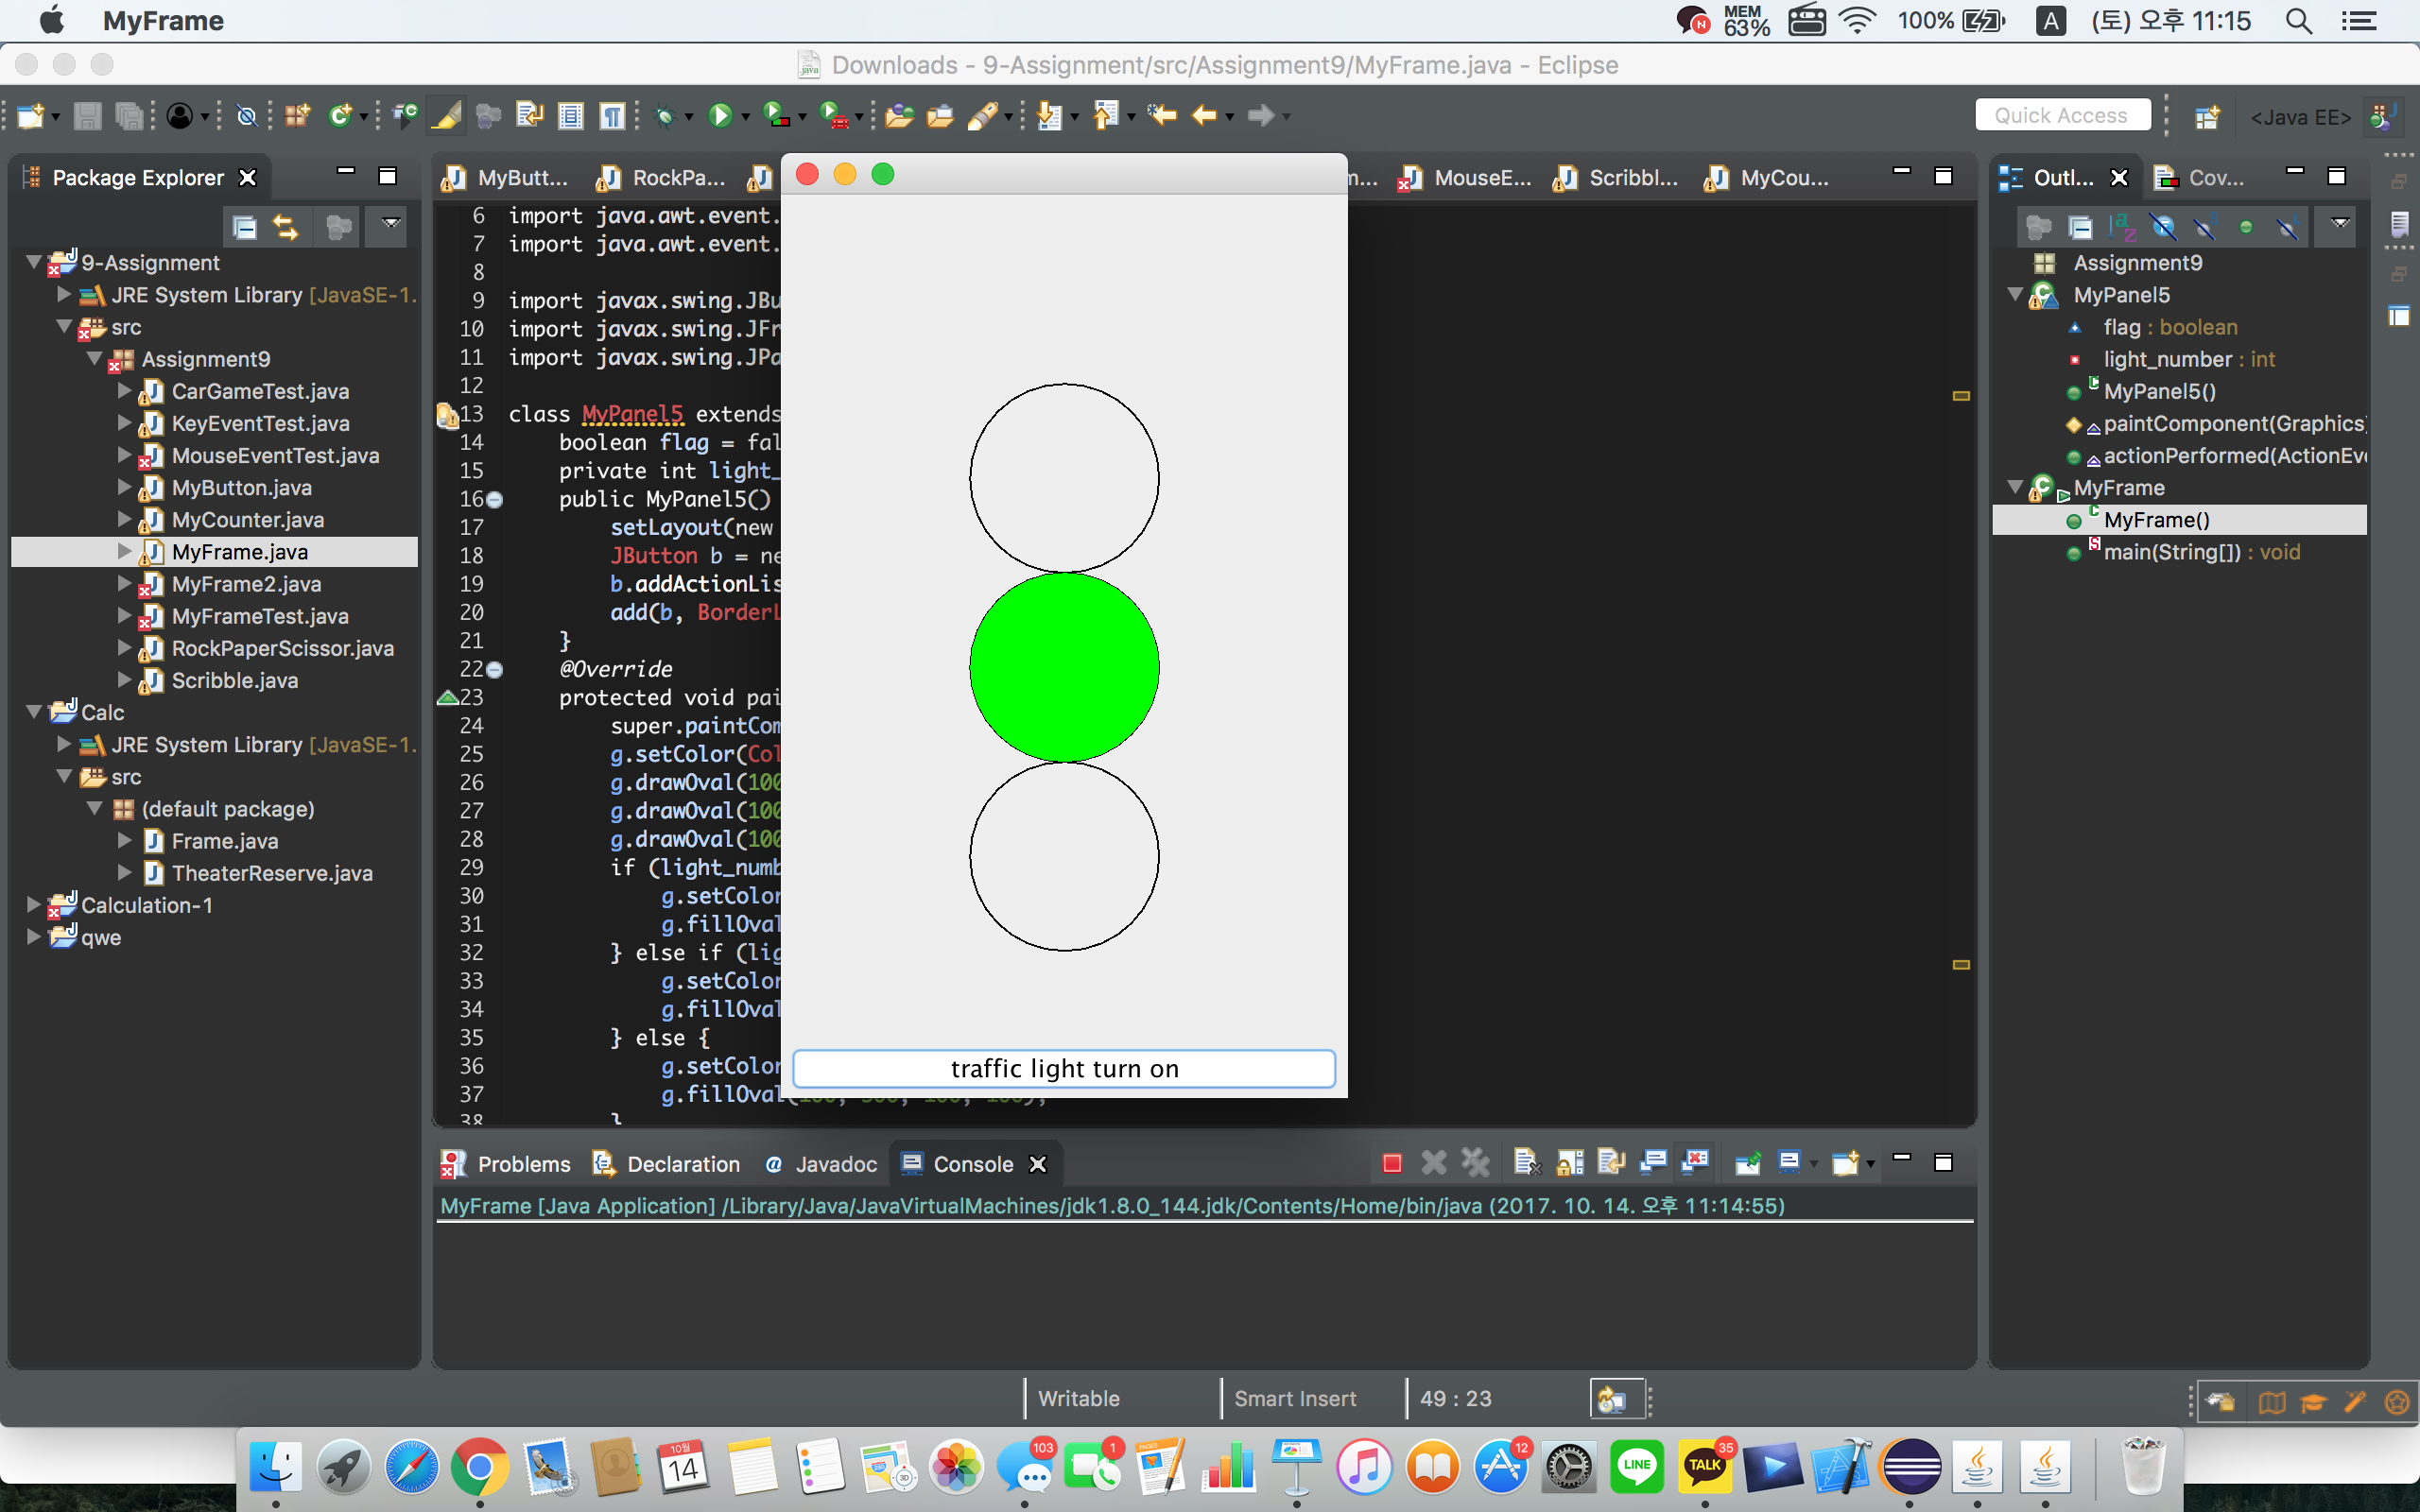 MyFrame
MEM
63%
100%
A
(토) 오후 11:15
Downloads - 9-Assignment/src/Assignment9/MyFrame.java - Eclipse
Quick Access
<Java EE>
Package Explorer
MyButt...
RockPa...
MouseE...
Scribbl...
MyCou...
Outl...
Cov...
9-Assignment
JRE System Library [JavaSE-1.
src
Assignment9
CarGameTest.java
KeyEventTest.java
MouseEventTest.java
MyButton.java
MyCounter.java
MyFrame.java
MyFrame2.java
MyFrameTest.java
RockPaperScissor.java
Scribble.java
Calc
JRE System Library [JavaSE-1.
src
(default package)
Frame.java
TheaterReserve.java
Calculation-1
qwe
6 import java.awt.event.
7 import java.awt.event.
8
9 import javax.swing.JBu
10 import javax.swing.JFr
11 import javax.swing.JPa
12
13 class MyPanel5 extends
14 boolean flag = fal
15 private int light_
16 public MyPanel5()
17 setLayout(new
18 JButton b = ne
19 b.addActionLis
20 add(b, BorderL
21 }
22 @Override
23 protected void pai
24 super.paintCom
25 g.setColor(Col
26 g.drawOval(100
27 g.drawOval(100
28 g.drawOval(100
29 if (light_numb
30 g.setColor
31 g.fillOval
32 } else if (lig
33 g.setColor
34 g.fillOval
35 } else {
36 g.setColor
37 g.fillOval
38 }
traffic light turn on
Assignment9
MyPanel5
flag : boolean
light_number : int
MyPanel5()
paintComponent(Graphics)
actionPerformed(ActionEve
MyFrame
MyFrame()
main(String[]) : void
Problems
Declaration
@ Javadoc
Console
MyFrame [Java Application] /Library/Java/JavaVirtualMachines/jdk1.8.0_144.jdk/Contents/Home/bin/java (2017. 10. 14. 오후 11:14:55)
Writable
Smart Insert
49 : 23
10월
14
3D
103
1
PAGES
12
LINE
TALK
35